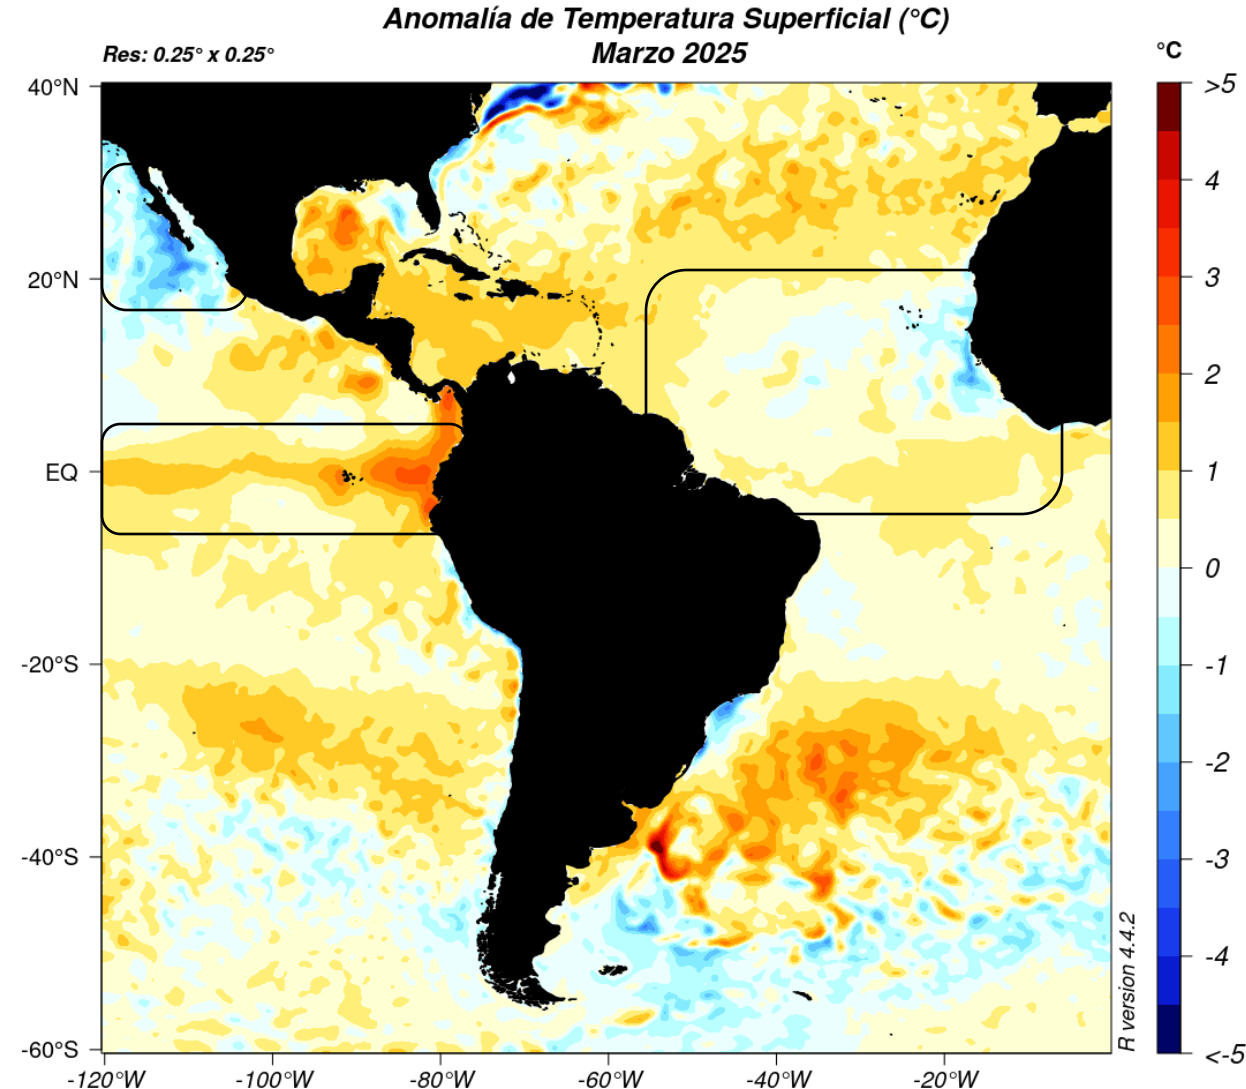 Anomalía de Temperatura Superficial (°C)
Marzo 2025
Res: 0.25° x 0.25°
°C
40°N
20°N
EQ
-20°S
-40°S
-60°S
-120°W
-100°W
-80°W
-60°W
-40°W
-20°W
>5
4
3
2
1
0
-1
-2
-3
-4
<-5
R version 4.4.2